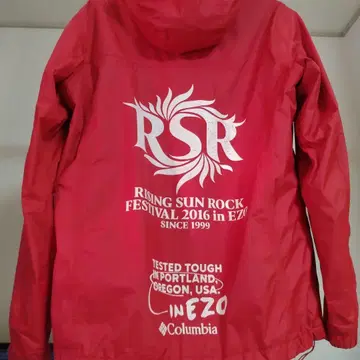 RSR
RISING SUN ROCK
FESTIVAL 2016 in EZO
SINCE 1999
TESTED TOUGH
IN PORTLAND,
OREGON, USA.
in EZO
Columbia